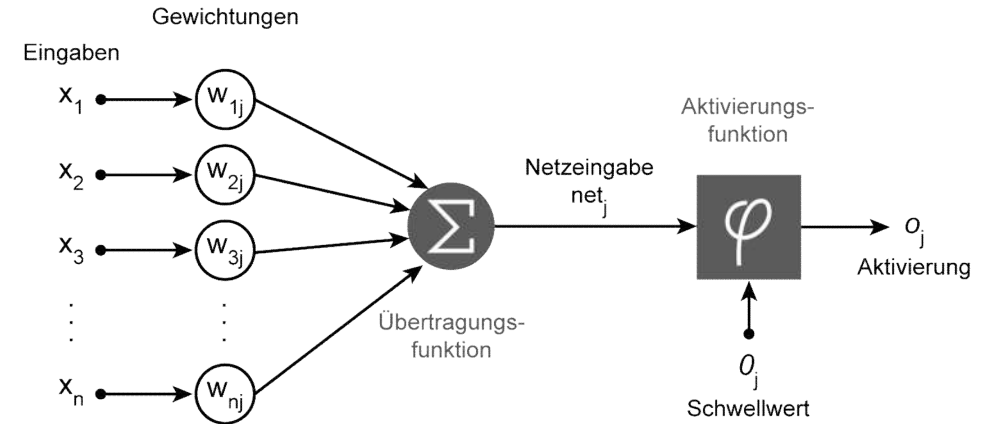 Gewichtungen
Eingaben
x1 w1j
x2 w2j
x3 w3j
xn wnj
Σ
Übertragungs-
funktion
Netzeingabe
netj
Aktivierungs-
funktion
φ
oj
Aktivierung
0j
Schwellwert